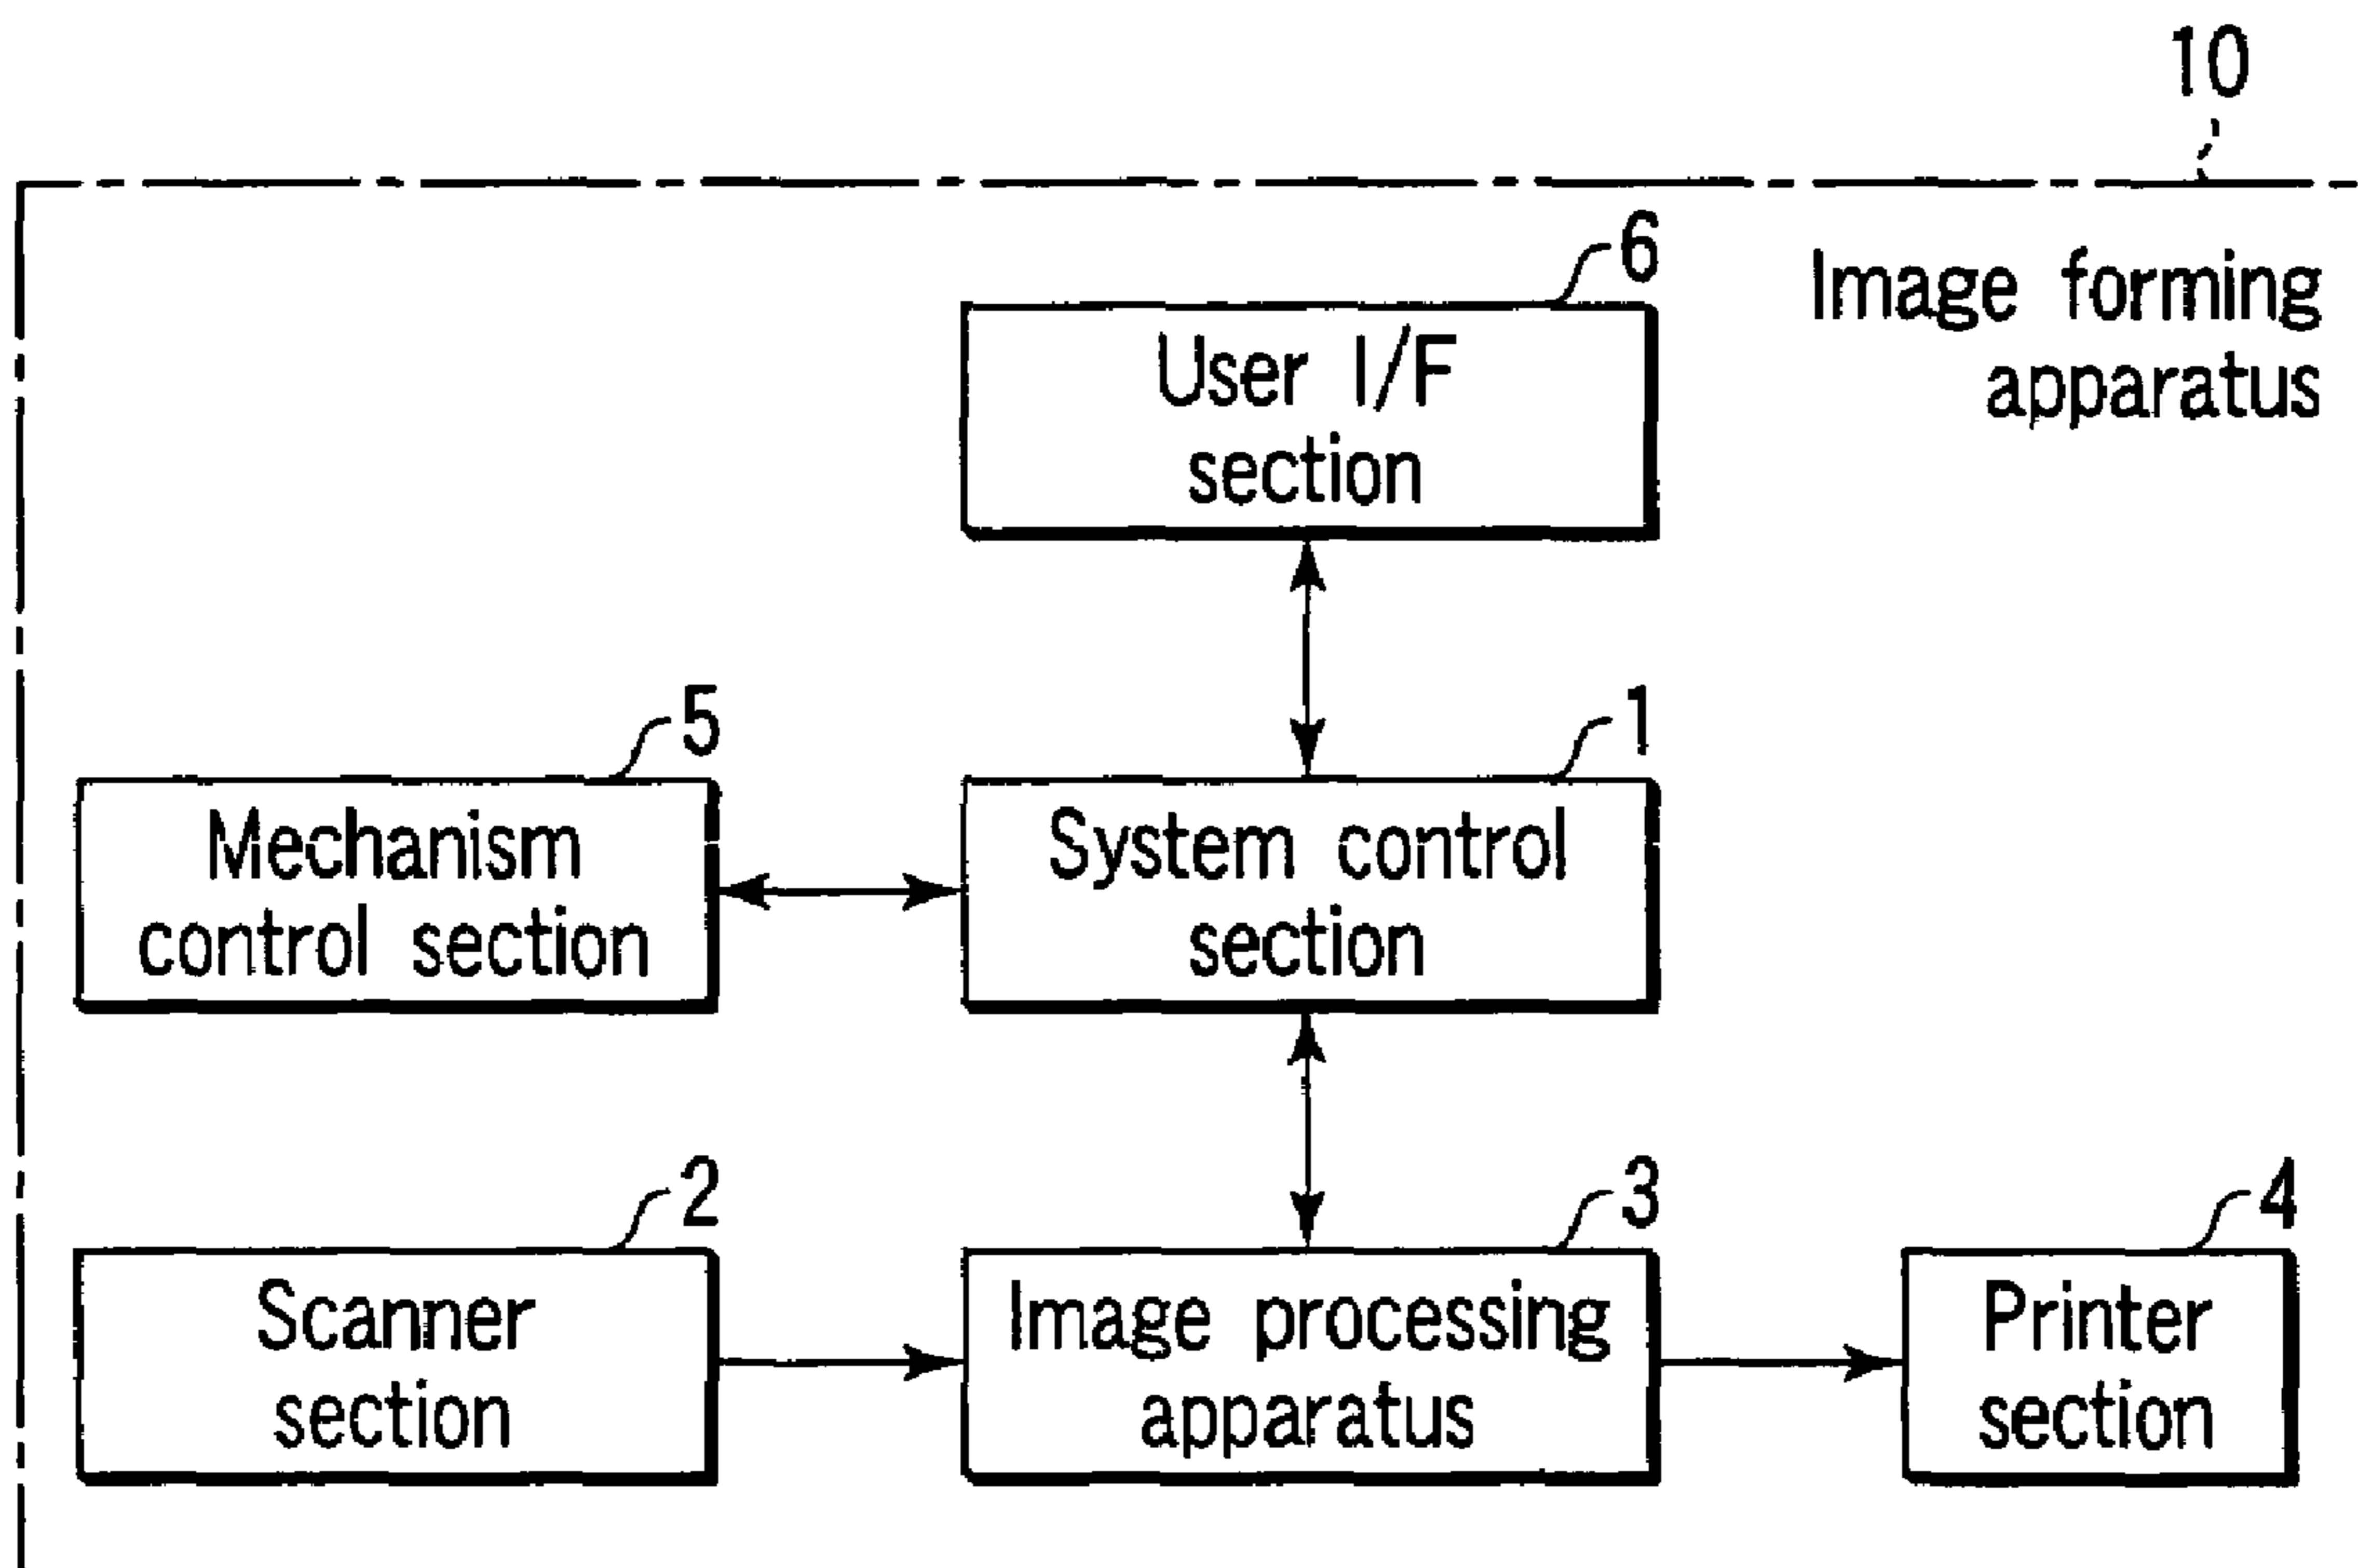 10
Image forming
apparatus
6
User I/F
section
5
Mechanism
control section
1
System control
section
2
Scanner
section
3
Image processing
apparatus
4
Printer
section